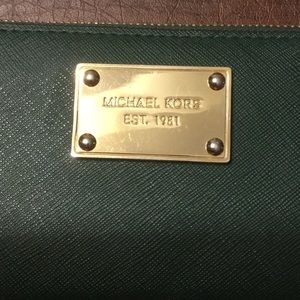 MICHAEL KORS
EST. 1981